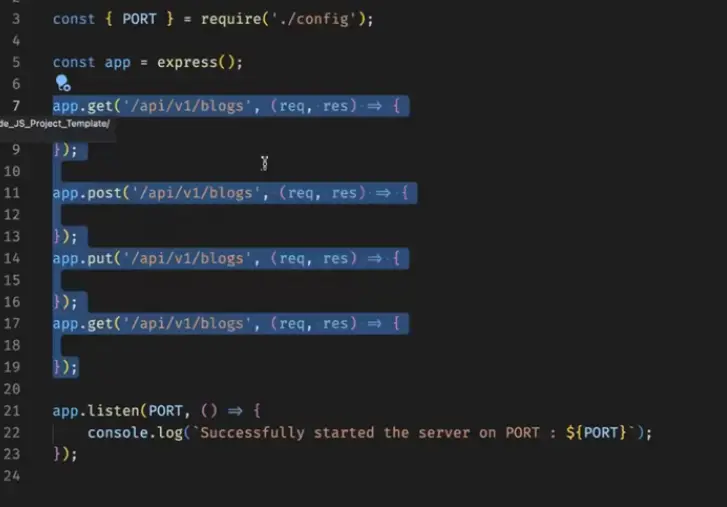 3 const { PORT } = require('./config');
4
5 const app = express();
6
7 app.get('/api/v1/blogs', (req, res) => {
de_JS_Project_Template/
9 });
10
11 app.post('/api/v1/blogs', (req, res) => {
12
13 });
14 app.put('/api/v1/blogs', (req, res) => {
15
16 });
17 app.get('/api/v1/blogs', (req, res) => {
18
19 });
20
21 app.listen(PORT, () => {
22 console.log(`Successfully started the server on PORT : ${PORT}`);
23 });
24